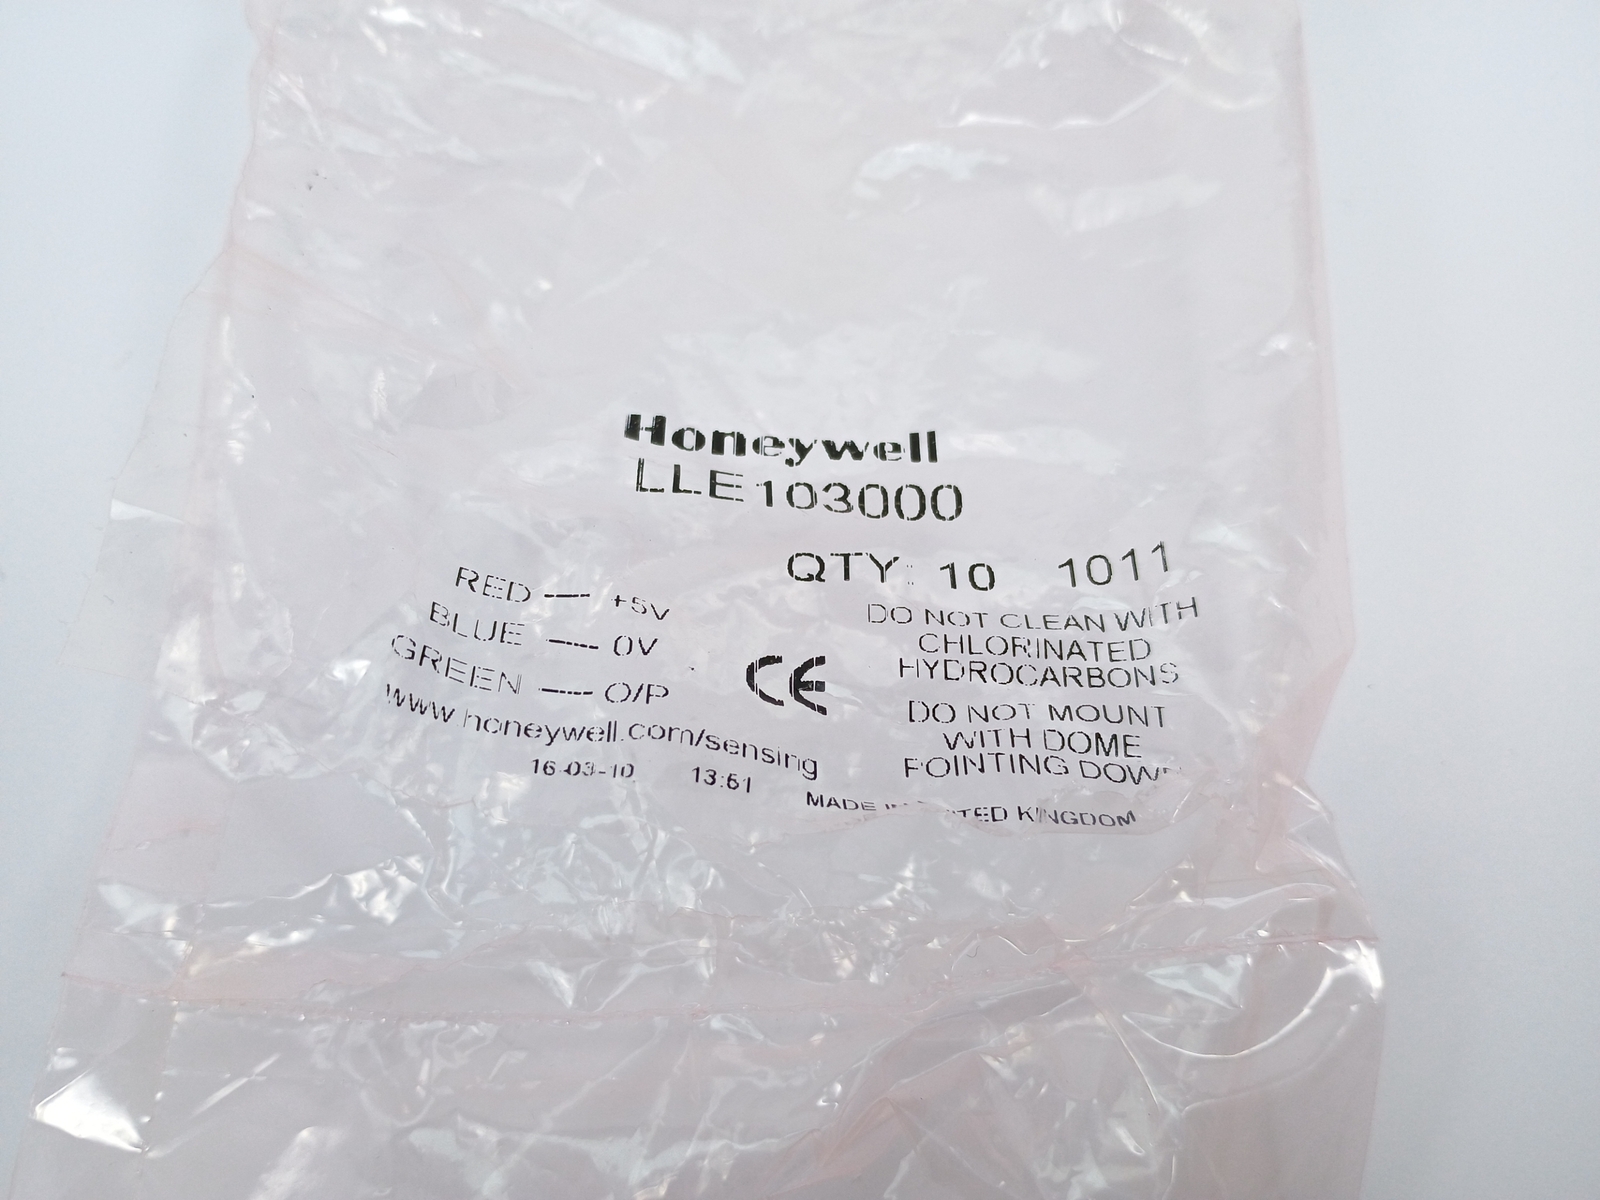 Honeywell
LLE103000
QTY: 10 1011
RED ---- +5V
BLUE ---- 0V
GREEN ---- O/P
www.honeywell.com/sensing
16-03-10 13:51
CE
DO NOT CLEAN WITH
CHLORINATED
HYDROCARBONS
DO NOT MOUNT
WITH DOME
POINTING DOWN
MADE IN UNITED KINGDOM